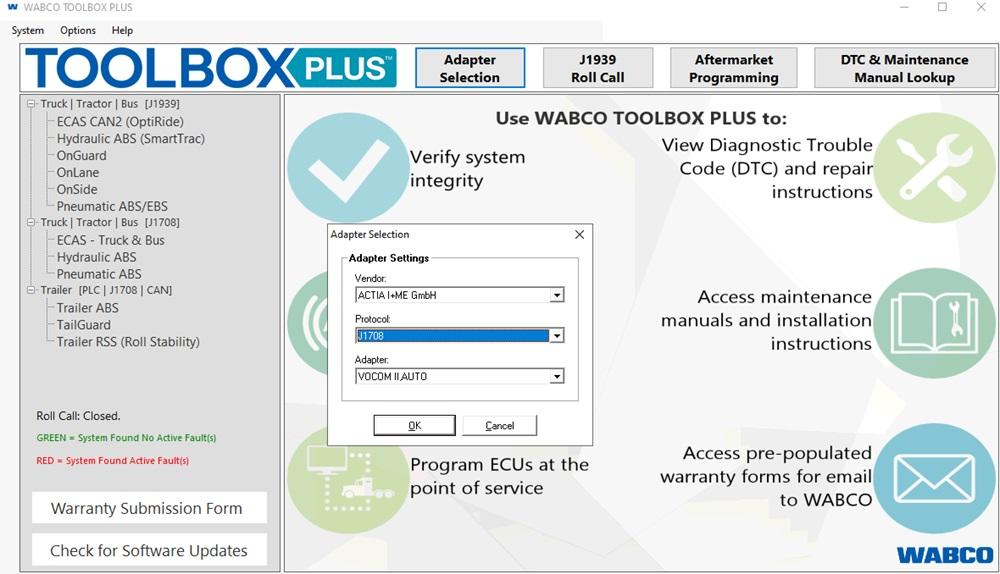 WABCO TOOLBOX PLUS
System Options Help
TOOLBOX PLUS™
Adapter
Selection
J1939
Roll Call
Aftermarket
Programming
DTC & Maintenance
Manual Lookup
Truck | Tractor | Bus [J1939]
ECAS CAN2 (OptiRide)
Hydraulic ABS (SmartTrac)
OnGuard
OnLane
OnSide
Pneumatic ABS/EBS
Truck | Tractor | Bus [J1708]
ECAS - Truck & Bus
Hydraulic ABS
Pneumatic ABS
Trailer [PLC | J1708 | CAN]
Trailer ABS
TailGuard
Trailer RSS (Roll Stability)
Roll Call: Closed.
GREEN = System Found No Active Fault(s)
RED = System Found Active Fault(s)
Warranty Submission Form
Check for Software Updates
Use WABCO TOOLBOX PLUS to:
Verify system
integrity
View Diagnostic Trouble
Code (DTC) and repair
instructions
Adapter Selection
Adapter Settings
Vendor:
ACTIA I+ME GmbH
Protocol:
J1708
Adapter:
VOCOM II,AUTO
OK
Cancel
Access maintenance
manuals and installation
instructions
Program ECUs at the
point of service
Access pre-populated
warranty forms for email
to WABCO
WABCO